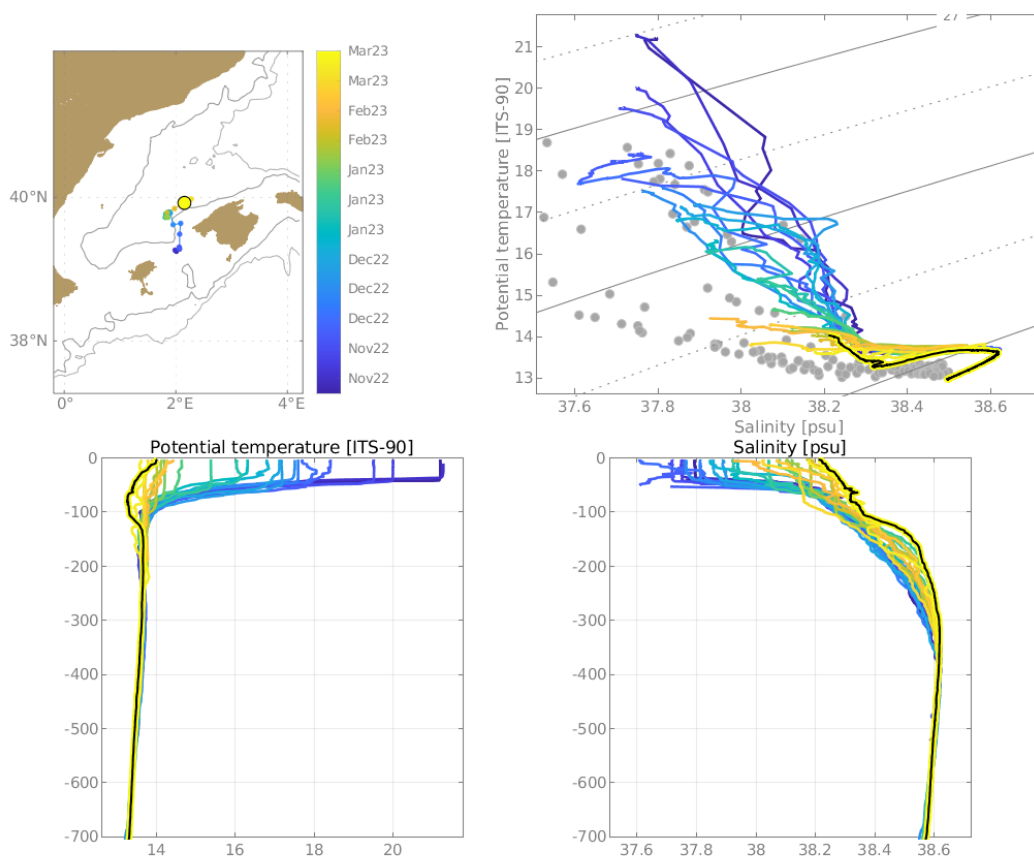 40°N
38°N
0°
2°E
4°E
Mar23
Mar23
Feb23
Feb23
Jan23
Jan23
Jan23
Dec22
Dec22
Dec22
Nov22
Nov22
27
Potential temperature [ITS-90]
21
20
19
18
17
16
15
14
13
37.6
37.8
38
38.2
38.4
38.6
Salinity [psu]
Potential temperature [ITS-90]
0
-100
-200
-300
-400
-500
-600
-700
14
16
18
20
Salinity [psu]
0
-100
-200
-300
-400
-500
-600
-700
37.6
37.8
38
38.2
38.4
38.6